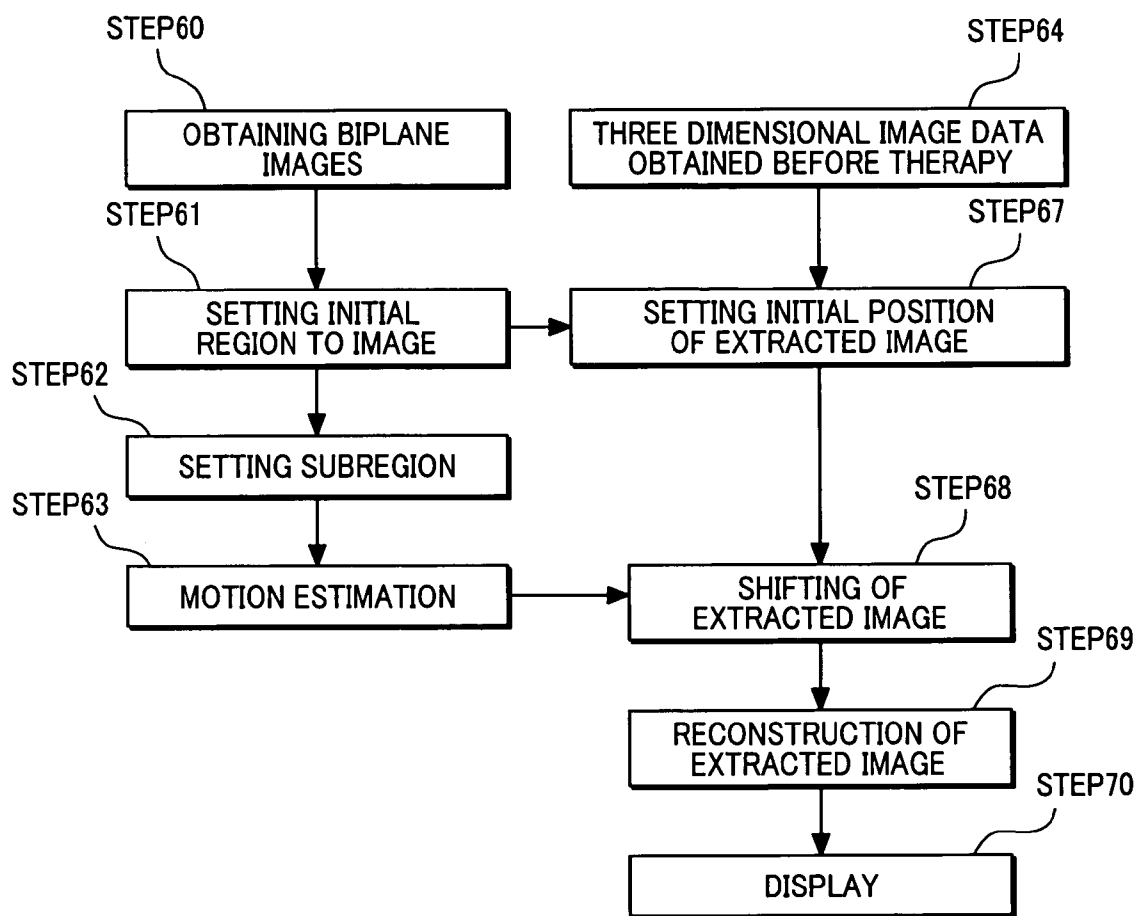 STEP60
OBTAINING BIPLANE
IMAGES
STEP64
THREE DIMENSIONAL IMAGE DATA
OBTAINED BEFORE THERAPY
STEP61
SETTING INITIAL
REGION TO IMAGE
STEP67
SETTING INITIAL POSITION
OF EXTRACTED IMAGE
STEP62
SETTING SUBREGION
STEP63
MOTION ESTIMATION
STEP68
SHIFTING OF
EXTRACTED IMAGE
STEP69
RECONSTRUCTION OF
EXTRACTED IMAGE
STEP70
DISPLAY